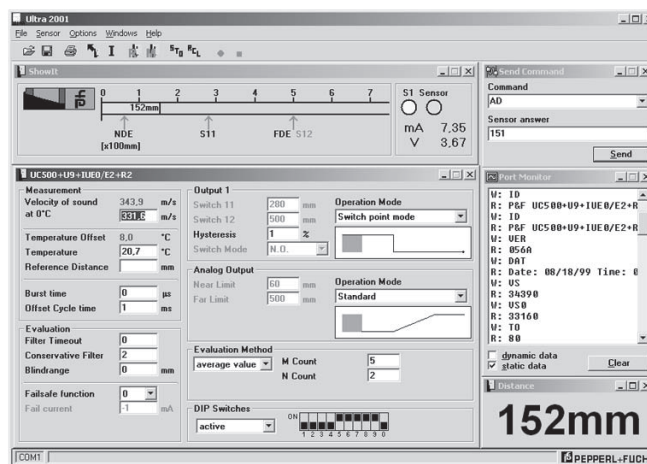 Ultra 2001
File Sensor Options Windows Help
STO RCL
ShowIt
0 1 2 3 4 5 6 7
152mm
NDE S11 FDE S12
[x100mm]
S1 Sensor
mA 7,35
V 3,67
Send Command
Command
AD
Sensor answer
151
Send
UC500+U9+IUE0/E2+R2
Measurement
Velocity of sound 343,9 m/s
at 0°C 331,6 m/s
Temperature Offset 8,0 °C
Temperature 20,7 °C
Reference Distance mm
Burst time 0 µs
Offset Cycle time 1 ms
Evaluation
Filter Timeout 0
Conservative Filter 2
Blindrange 0 mm
Failsafe function 0
Fail current -1 mA
Output 1
Switch 11 280 mm
Switch 12 500 mm
Hysteresis 1 %
Switch Mode N.O.
Operation Mode
Switch point mode
Analog Output
Near Limit 60 mm
Far Limit 500 mm
Operation Mode
Standard
Evaluation Method
average value
M Count 5
N Count 2
DIP Switches
active
ON
1 2 3 4 5 6 7 8 9 0
Port Monitor
W: ID
R: P&F UC500+U9+IUE0/E2+R
W: ID
R: P&F UC500+U9+IUE0/E2+R
W: VER
R: 056A
W: DAT
R: Date: 08/18/99 Time: 0
W: VS
R: 34390
W: VS0
R: 33160
W: TO
R: 80
dynamic data
static data
Clear
Distance
152mm
COM1
PEPPERL+FUCH